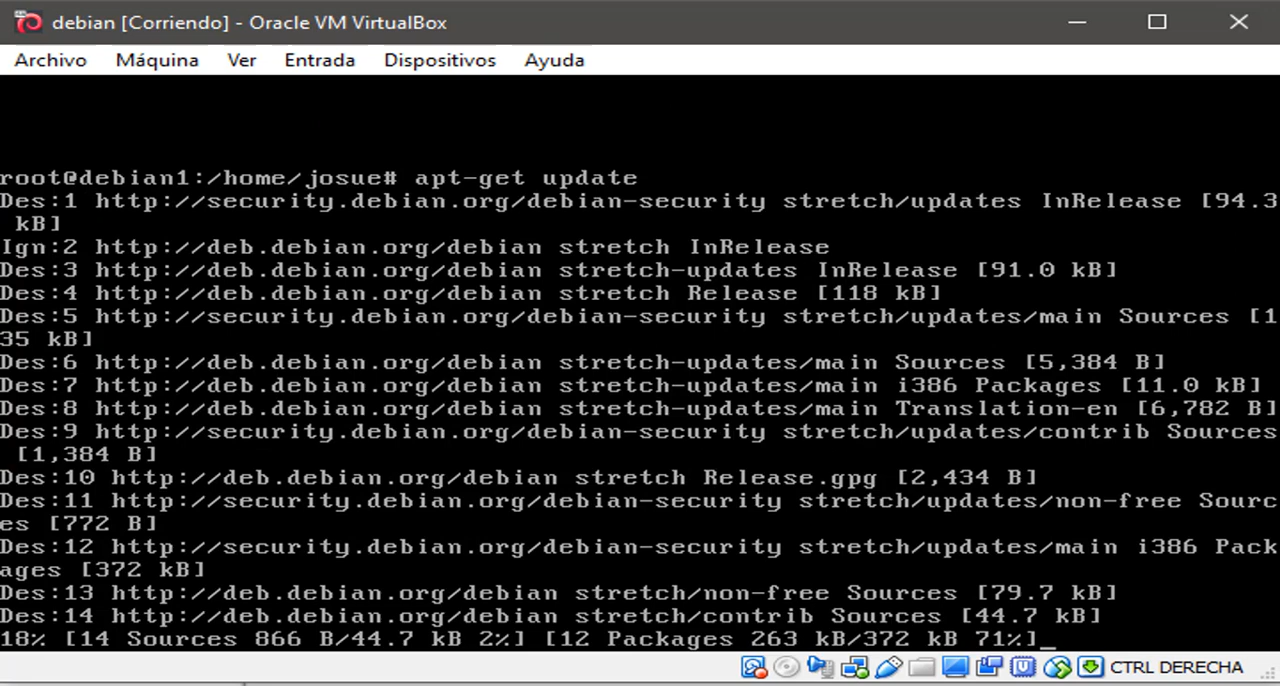 debian [Corriendo] - Oracle VM VirtualBox
Archivo Máquina Ver Entrada Dispositivos Ayuda
root@debian1:/home/josue# apt-get update
Des:1 http://security.debian.org/debian-security stretch/updates InRelease [94.3
 kB]
Ign:2 http://deb.debian.org/debian stretch InRelease
Des:3 http://deb.debian.org/debian stretch-updates InRelease [91.0 kB]
Des:4 http://deb.debian.org/debian stretch Release [118 kB]
Des:5 http://security.debian.org/debian-security stretch/updates/main Sources [1
35 kB]
Des:6 http://deb.debian.org/debian stretch-updates/main Sources [5,384 B]
Des:7 http://deb.debian.org/debian stretch-updates/main i386 Packages [11.0 kB]
Des:8 http://deb.debian.org/debian stretch-updates/main Translation-en [6,782 B]
Des:9 http://security.debian.org/debian-security stretch/updates/contrib Sources
 [1,384 B]
Des:10 http://deb.debian.org/debian stretch Release.gpg [2,434 B]
Des:11 http://security.debian.org/debian-security stretch/updates/non-free Sourc
es [772 B]
Des:12 http://security.debian.org/debian-security stretch/updates/main i386 Pack
ages [372 kB]
Des:13 http://deb.debian.org/debian stretch/non-free Sources [79.7 kB]
Des:14 http://deb.debian.org/debian stretch/contrib Sources [44.7 kB]
18% [14 Sources 866 B/44.7 kB 2%] [12 Packages 263 kB/372 kB 71%]_
CTRL DERECHA